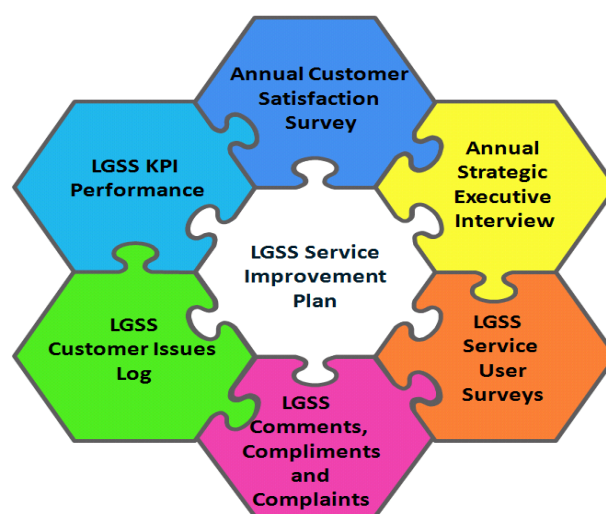 Annual Customer
Satisfaction
Survey
Annual
Strategic
Executive
Interview
LGSS
Service
User
Surveys
LGSS
Comments,
Compliments
and
Complaints
LGSS
Customer Issues
Log
LGSS KPI
Performance
LGSS Service
Improvement
Plan